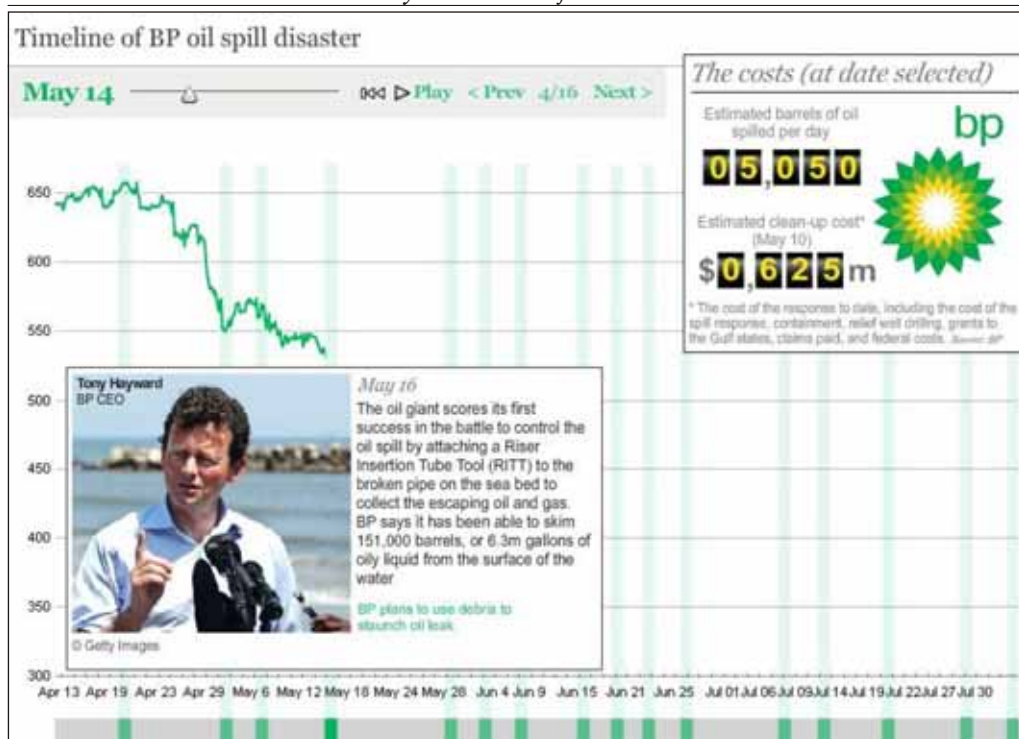 Timeline of BP oil spill disaster
May 14
Play < Prev 4/16 Next >
The costs (at date selected)
Estimated barrels of oil
spilled per day
05,050
bp
Estimated clean-up cost*
(May 10)
$0,625m
* The cost of the response to date, including the cost of the
spill response, containment, relief well drilling, grants to
the Gulf states, claims paid, and federal costs. Source: BP
650
600
550
500
450
400
350
300
Tony Hayward
BP CEO
© Getty Images
May 16
The oil giant scores its first
success in the battle to control the
oil spill by attaching a Riser
Insertion Tube Tool (RITT) to the
broken pipe on the sea bed to
collect the escaping oil and gas.
BP says it has been able to skim
151,000 barrels, or 6.3m gallons of
oily liquid from the surface of the
water
BP plans to use debris to
staunch oil leak
Apr 13 Apr 19 Apr 23 Apr 29 May 6 May 12 May 18 May 24 May 28 Jun 4 Jun 9 Jun 15 Jun 21 Jun 25 Jul 01 Jul 06 Jul 09 Jul 14 Jul 19 Jul 22 Jul 27 Jul 30